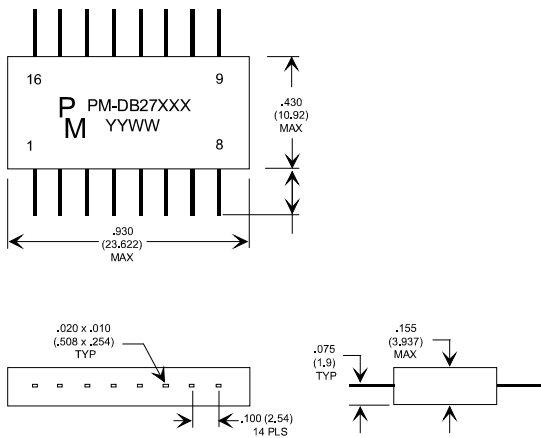 16
9
P
M
PM-DB27XXX
YYWW
1
8
.430
(10.92)
MAX
.930
(23.622)
MAX
.020 x .010
(.508 x .254)
TYP
.100 (2.54)
14 PLS
.075
(1.9)
TYP
.155
(3.937)
MAX